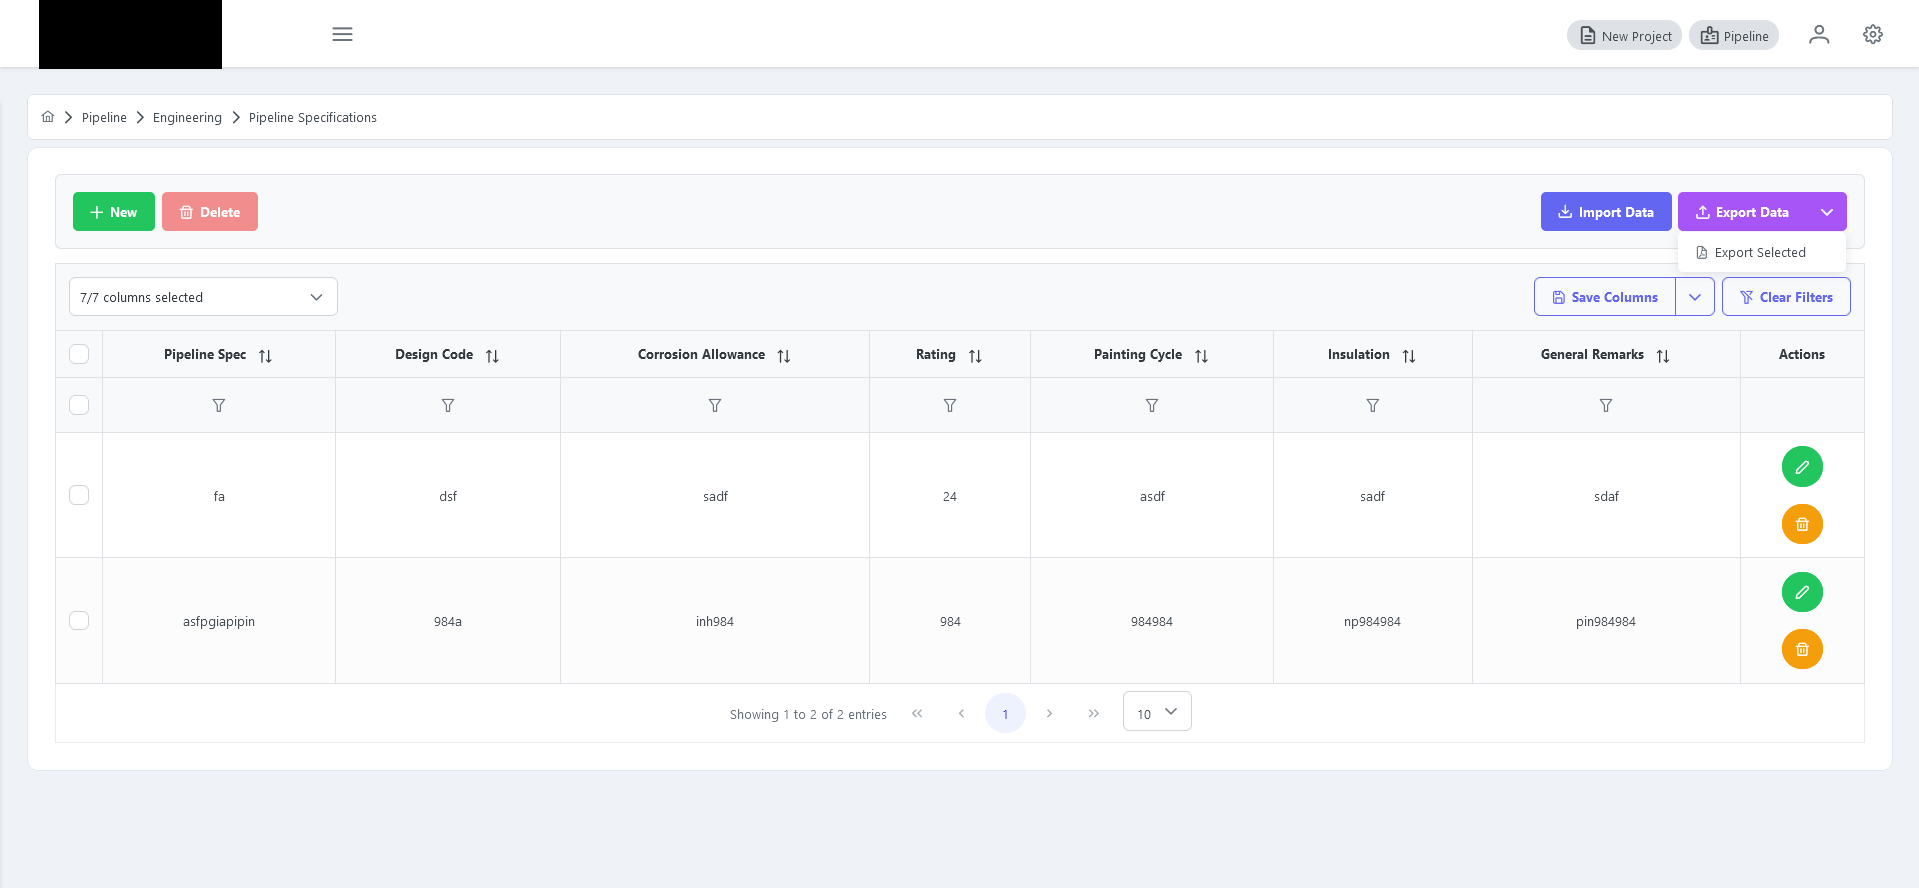 New Project
Pipeline
Pipeline
Engineering
Pipeline Specifications
New
Delete
Import Data
Export Data
Export Selected
7/7 columns selected
Save Columns
Clear Filters
Pipeline Spec
Design Code
Corrosion Allowance
Rating
Painting Cycle
Insulation
General Remarks
Actions
fa
dsf
sadf
24
asdf
sadf
sdaf
asfpgiapipin
984a
inh984
984
984984
np984984
pin984984
Showing 1 to 2 of 2 entries
1
10